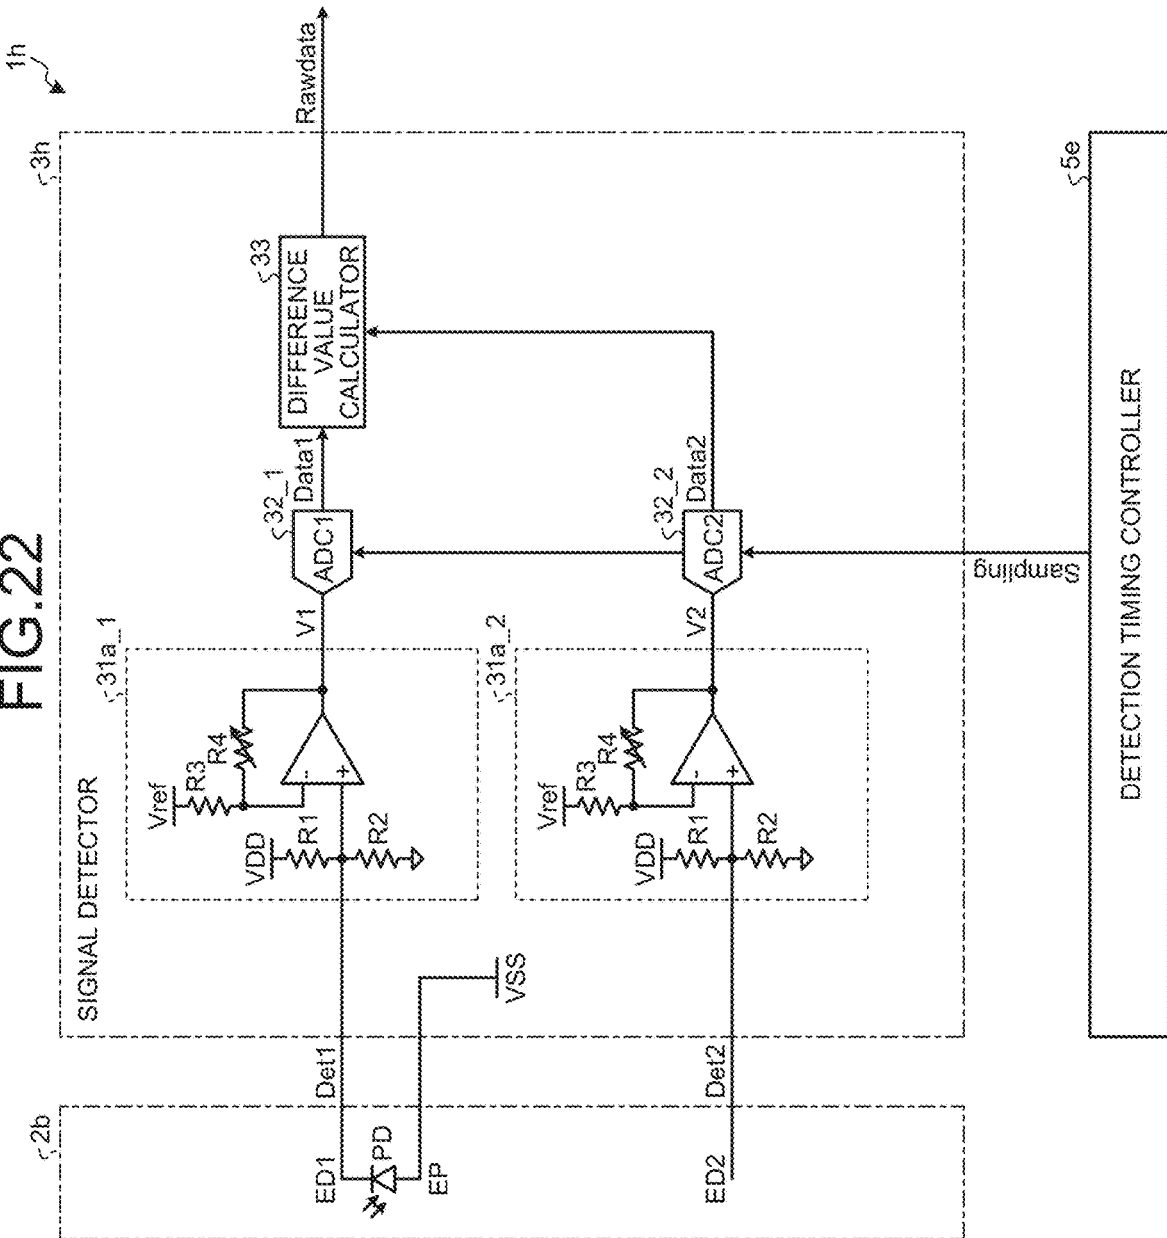 FIG.22
1h
2b
3h
SIGNAL DETECTOR
31a_1
Vref
R3
R4
VDD
R1
R2
-
+
V1
32_1
ADC1
Data1
33
DIFFERENCE
VALUE
CALCULATOR
Rawdata
ED1
PD
EP
Det1
VSS
31a_2
Vref
R3
R4
VDD
R1
R2
-
+
V2
32_2
ADC2
Data2
ED2
Det2
Sampling
5e
DETECTION TIMING CONTROLLER